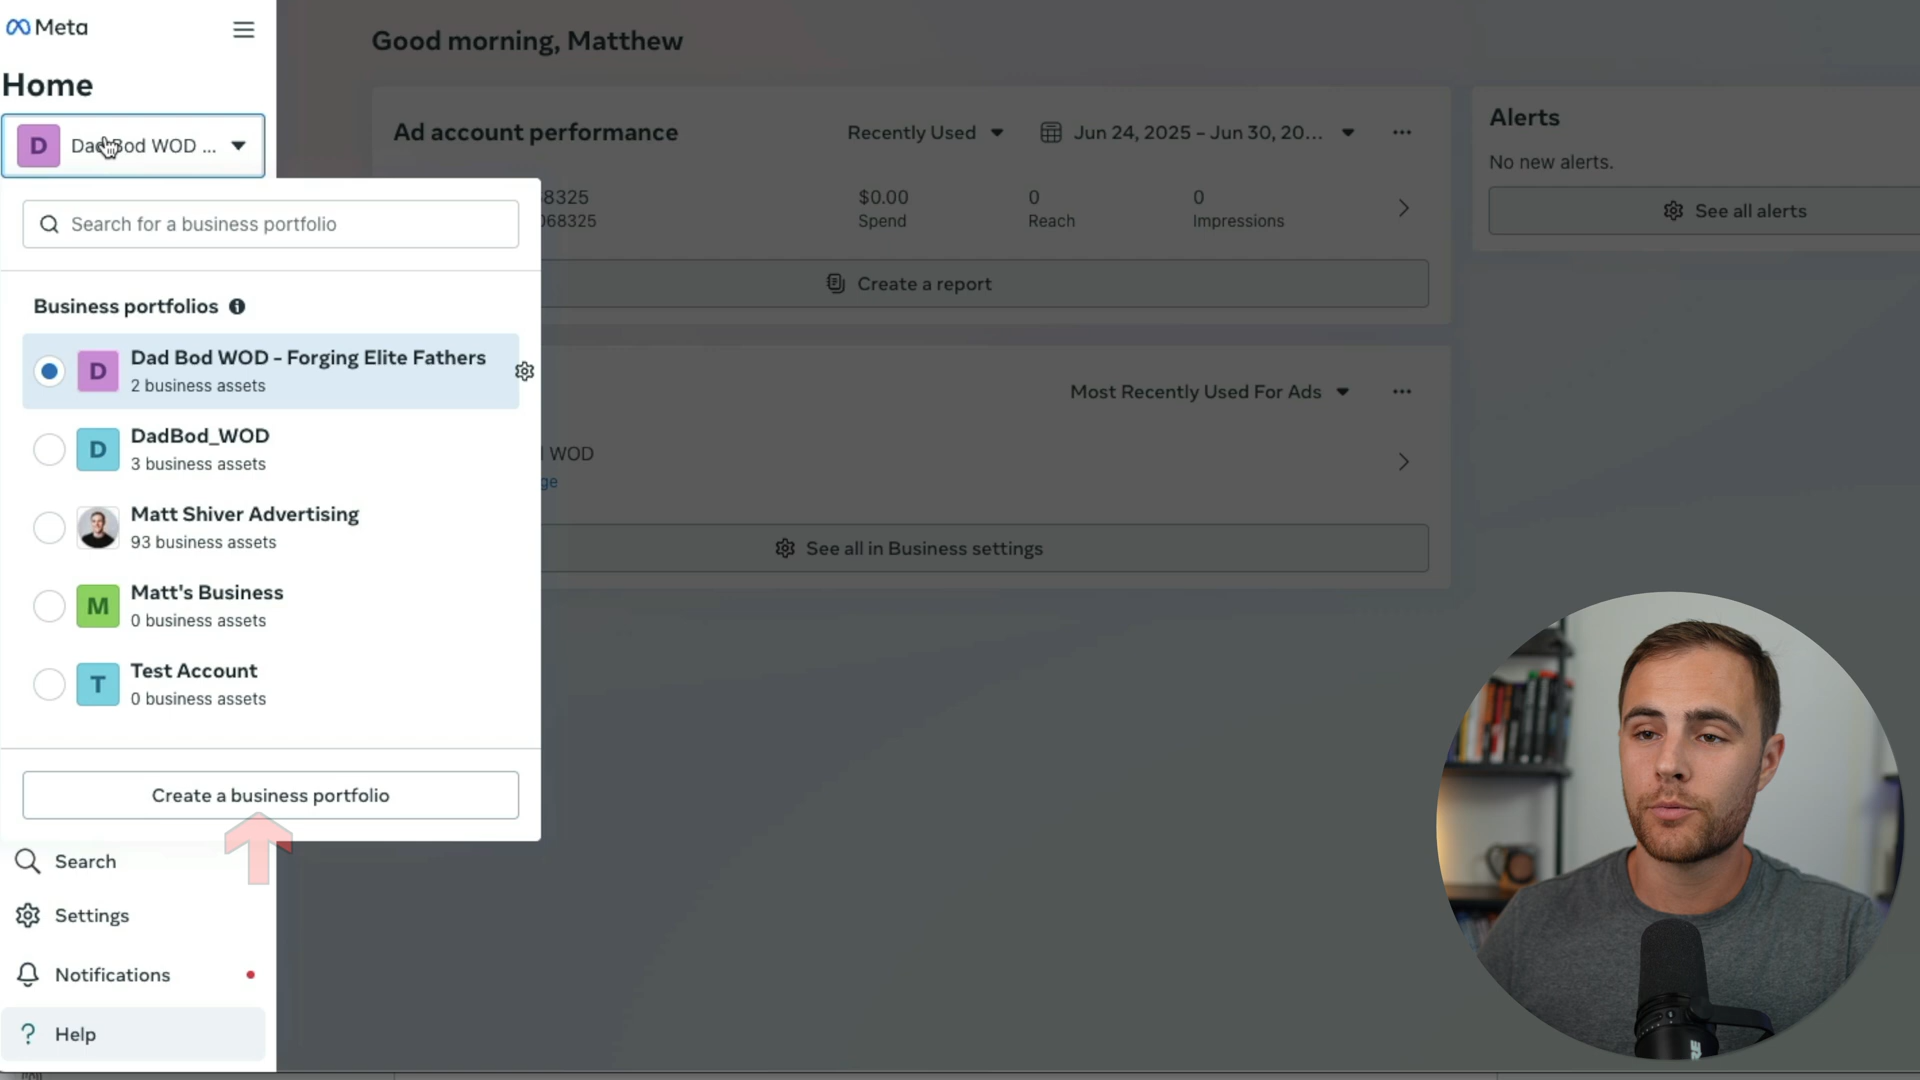 Meta
Home
D
Dad Bod WOD ...
Search for a business portfolio
Business portfolios
D
Dad Bod WOD - Forging Elite Fathers
2 business assets
D
DadBod_WOD
3 business assets
Matt Shiver Advertising
93 business assets
M
Matt's Business
0 business assets
T
Test Account
0 business assets
Create a business portfolio
Search
Settings
Notifications
? Help
Good morning, Matthew
Ad account performance
Recently Used
Jun 24, 2025 – Jun 30, 20...
68325
$0.00
0
0
068325
Spend
Reach
Impressions
Create a report
Most Recently Used For Ads
WOD
ge
See all in Business settings
Alerts
No new alerts.
See all alerts